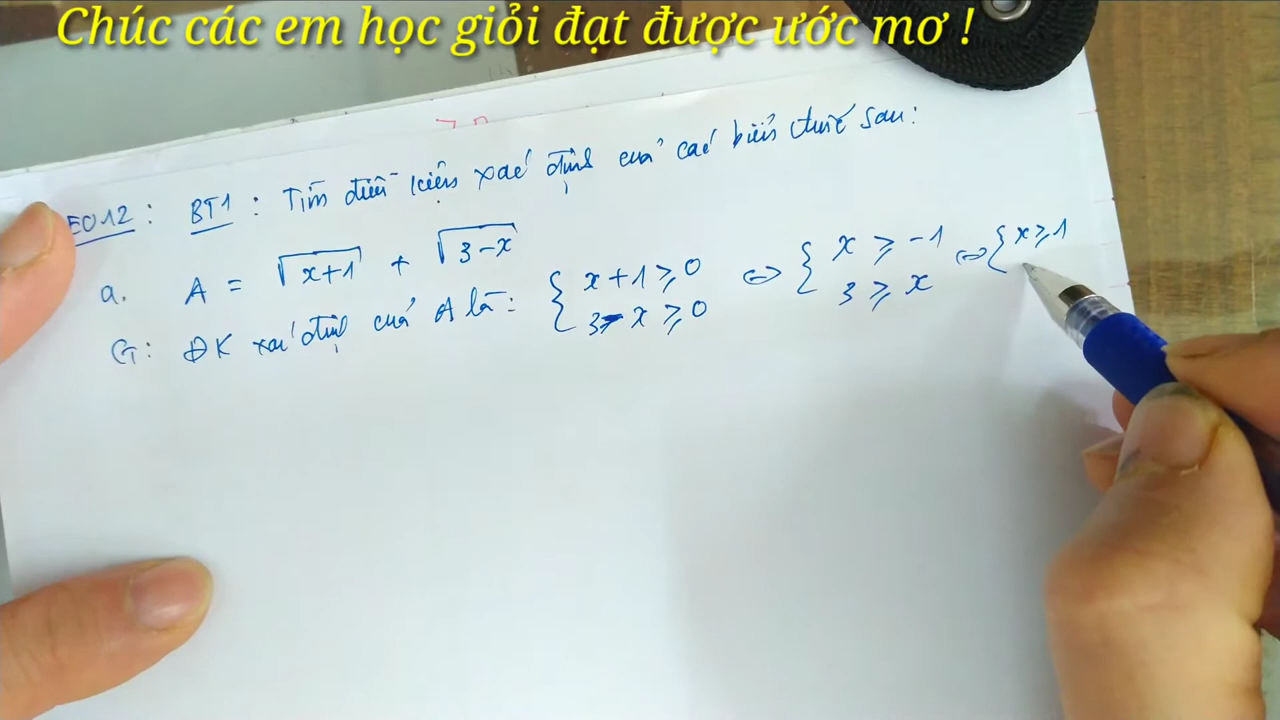 Chúc các em học giỏi đạt được ước mơ !
E012 : BT1 : Tìm điều kiện xác định của các biểu thức sau:
a. A = √x+1 + √3-x
G: ĐK xác định của A là: { x + 1 ⩾ 0 ⇔ { x ⩾ -1 ⇔ { x ⩾ 1
3 - x ⩾ 0 3 ⩾ x